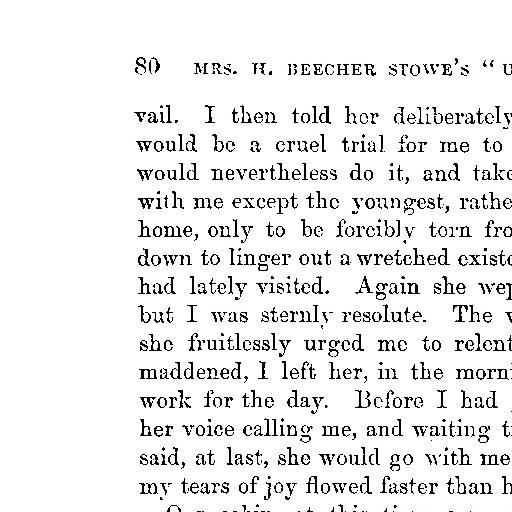 80 MRS. H. BEECHER STOWE'S "U
vail. I then told her deliberately
would be a cruel trial for me to
would nevertheless do it, and take
with me except the youngest, rathe
home, only to be forcibly torn fro
down to linger out a wretched existe
had lately visited. Again she wep
but I was sternly resolute. The
she fruitlessly urged me to relent
maddened, I left her, in the morni
work for the day. Before I had
her voice calling me, and waiting t
said, at last, she would go with me
my tears of joy flowed faster than h